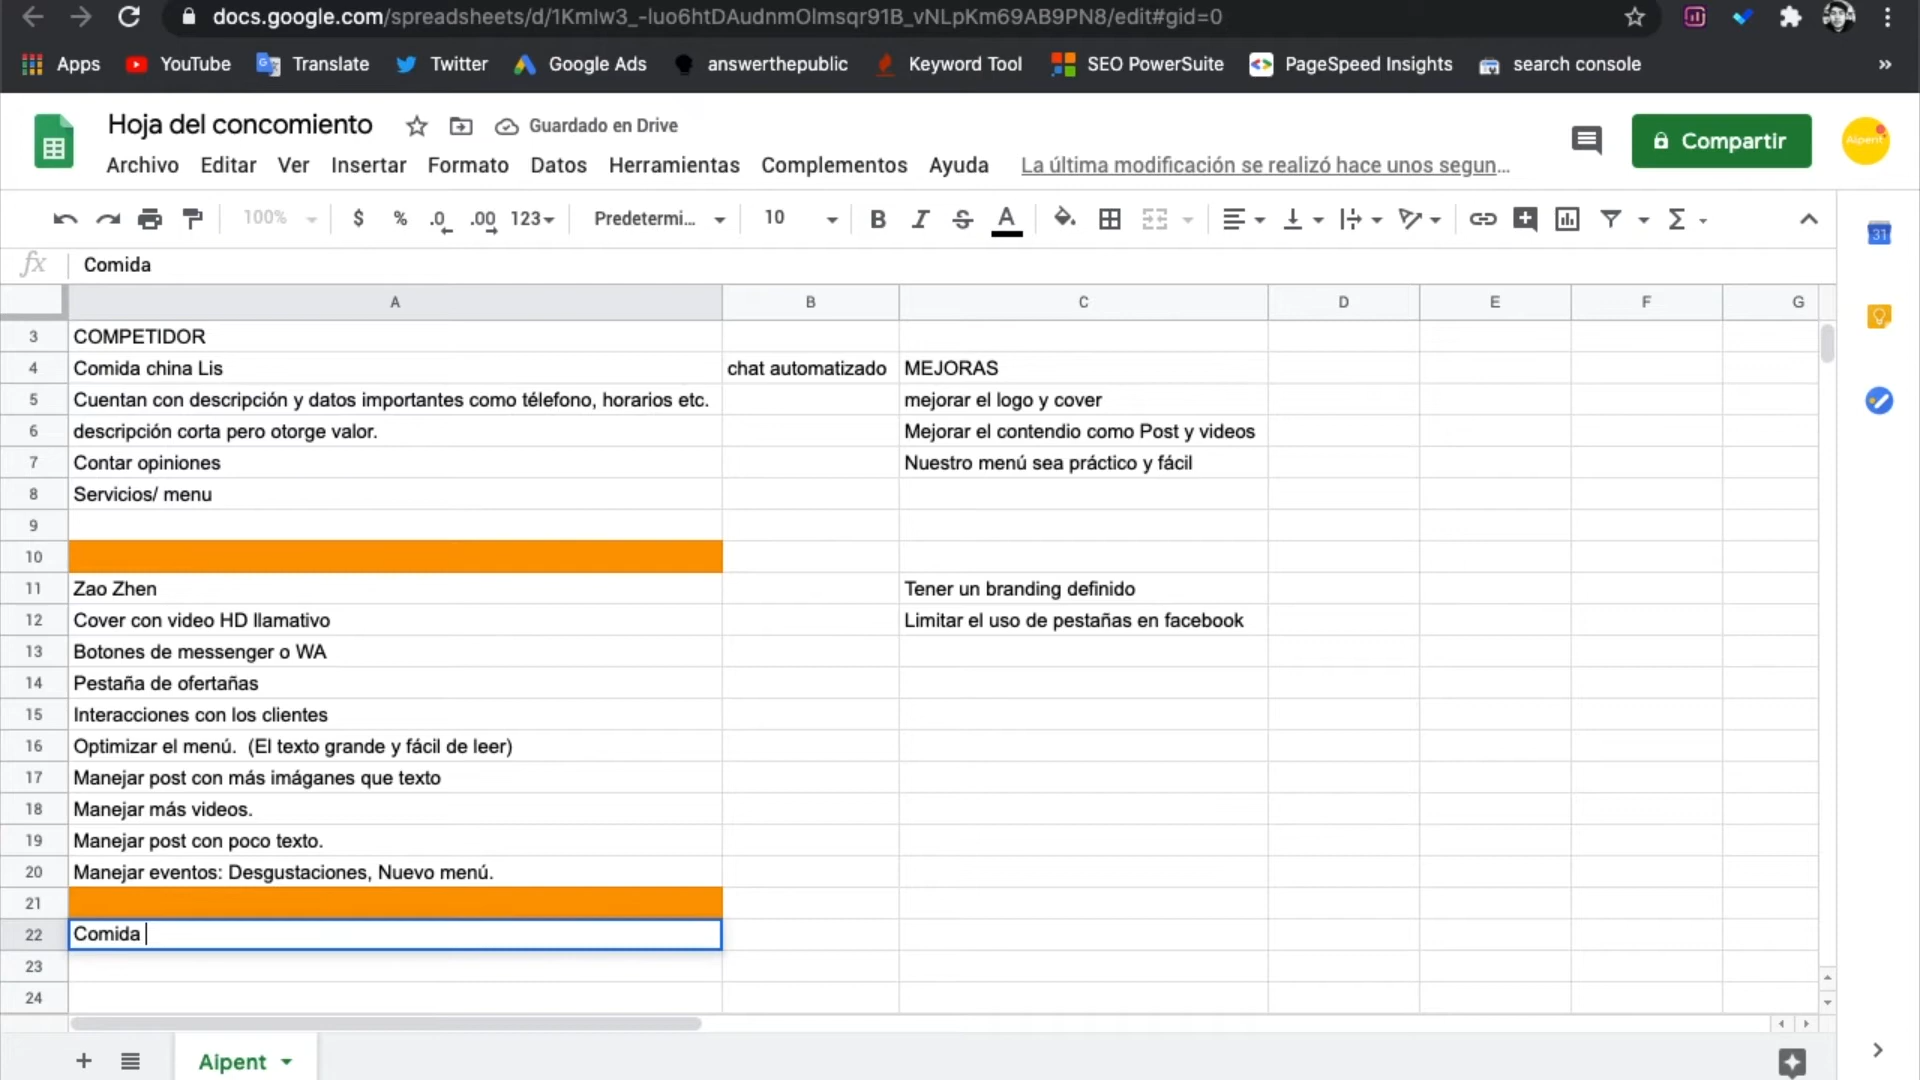 docs.google.com/spreadsheets/d/1Kmlw3_-luo6htDAudnmOlmsqr91B_vNLpKm69AB9PN8/edit#gid=0
Apps YouTube Translate Twitter Google Ads answerthepublic Keyword Tool SEO PowerSuite PageSpeed Insights search console »
Hoja del concomiento Guardado en Drive
Archivo Editar Ver Insertar Formato Datos Herramientas Complementos Ayuda La última modificación se realizó hace unos segun...
Compartir
Aipent
100% $ % .0 .00 123 Predetermi... 10 B I S A Σ
31
fx Comida
A B C D E F G
3 COMPETIDOR
4 Comida china Lis chat automatizado MEJORAS
5 Cuentan con descripción y datos importantes como télefono, horarios etc. mejorar el logo y cover
6 descripción corta pero otorge valor. Mejorar el contendio como Post y videos
7 Contar opiniones Nuestro menú sea práctico y fácil
8 Servicios/ menu
9
10
11 Zao Zhen Tener un branding definido
12 Cover con video HD llamativo Limitar el uso de pestañas en facebook
13 Botones de messenger o WA
14 Pestaña de ofertañas
15 Interacciones con los clientes
16 Optimizar el menú.  (El texto grande y fácil de leer)
17 Manejar post con más imáganes que texto
18 Manejar más videos.
19 Manejar post con poco texto.
20 Manejar eventos: Desgustaciones, Nuevo menú.
21
22 Comida
23
24
+ Aipent